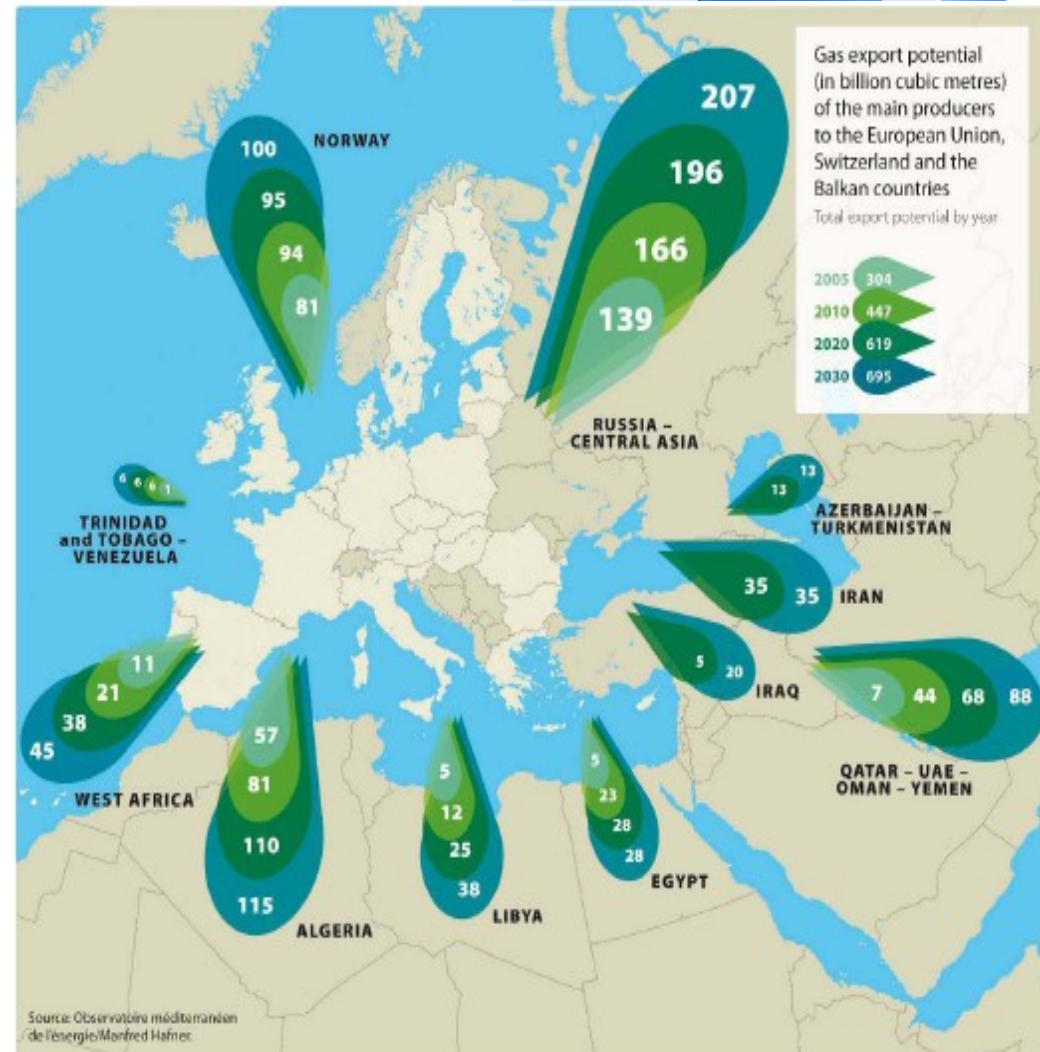 Gas export potential
(in billion cubic metres)
of the main producers
to the European Union,
Switzerland and the
Balkan countries
Total export potential by year
2005 304
2010 447
2020 619
2030 695
NORWAY
100
95
94
81
207
196
166
139
RUSSIA –
CENTRAL ASIA
6 6 6 1
TRINIDAD
and TOBAGO –
VENEZUELA
13
13
AZERBAIJAN –
TURKMENISTAN
35 35 IRAN
5 20
IRAQ
7 44 68 88
QATAR – UAE –
OMAN – YEMEN
11
21
38
45
WEST AFRICA
57
81
110
115
ALGERIA
5
12
25
38
LIBYA
5
23
28
28
EGYPT
Source: Observatoire méditerranéen
de l'énergie/Manfred Hafner.